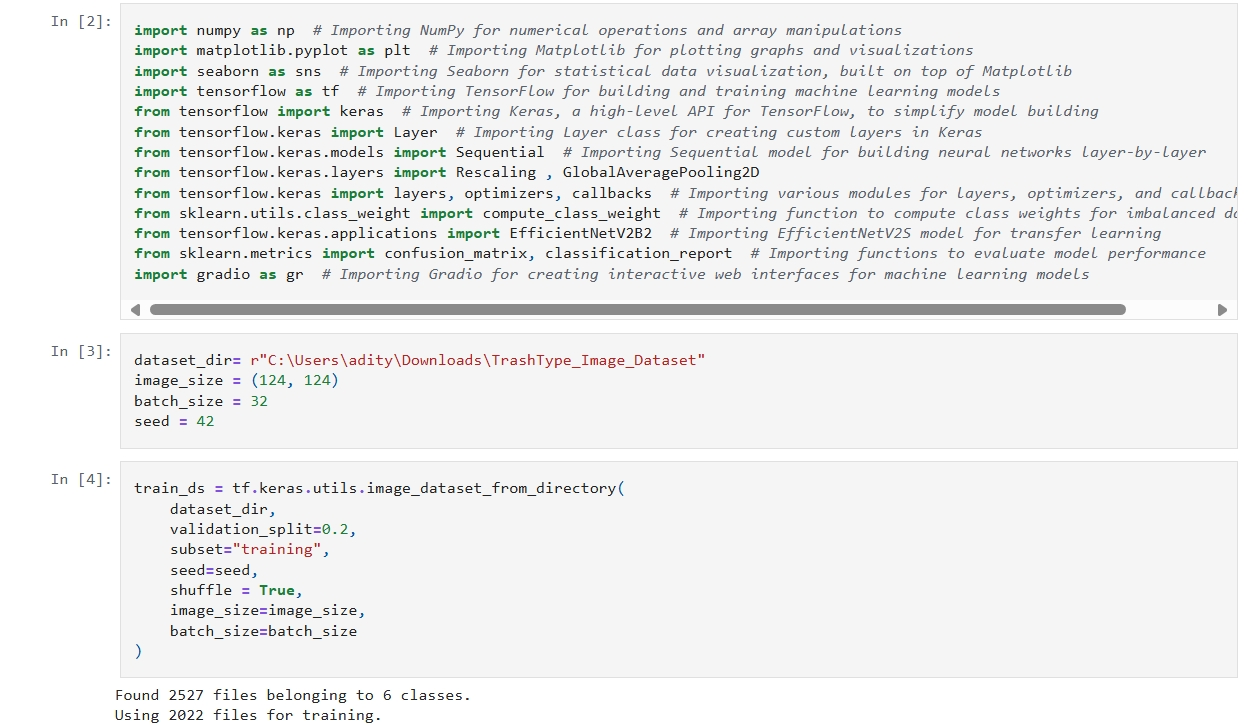 In [2]:
import numpy as np # Importing NumPy for numerical operations and array manipulations
import matplotlib.pyplot as plt # Importing Matplotlib for plotting graphs and visualizations
import seaborn as sns # Importing Seaborn for statistical data visualization, built on top of Matplotlib
import tensorflow as tf # Importing TensorFlow for building and training machine learning models
from tensorflow import keras # Importing Keras, a high-level API for TensorFlow, to simplify model building
from tensorflow.keras import Layer # Importing Layer class for creating custom layers in Keras
from tensorflow.keras.models import Sequential # Importing Sequential model for building neural networks layer-by-layer
from tensorflow.keras.layers import Rescaling , GlobalAveragePooling2D
from tensorflow.keras import layers, optimizers, callbacks # Importing various modules for layers, optimizers, and callback
from sklearn.utils.class_weight import compute_class_weight # Importing function to compute class weights for imbalanced
from tensorflow.keras.applications import EfficientNetV2B2 # Importing EfficientNetV2S model for transfer learning
from sklearn.metrics import confusion_matrix, classification_report # Importing functions to evaluate model performance
import gradio as gr # Importing Gradio for creating interactive web interfaces for machine learning models
In [3]:
dataset_dir= r"C:\Users\adity\Downloads\TrashType_Image_Dataset"
image_size = (124, 124)
batch_size = 32
seed = 42
In [4]:
train_ds = tf.keras.utils.image_dataset_from_directory(
    dataset_dir,
    validation_split=0.2,
    subset="training",
    seed=seed,
    shuffle = True,
    image_size=image_size,
    batch_size=batch_size
)
Found 2527 files belonging to 6 classes.
Using 2022 files for training.